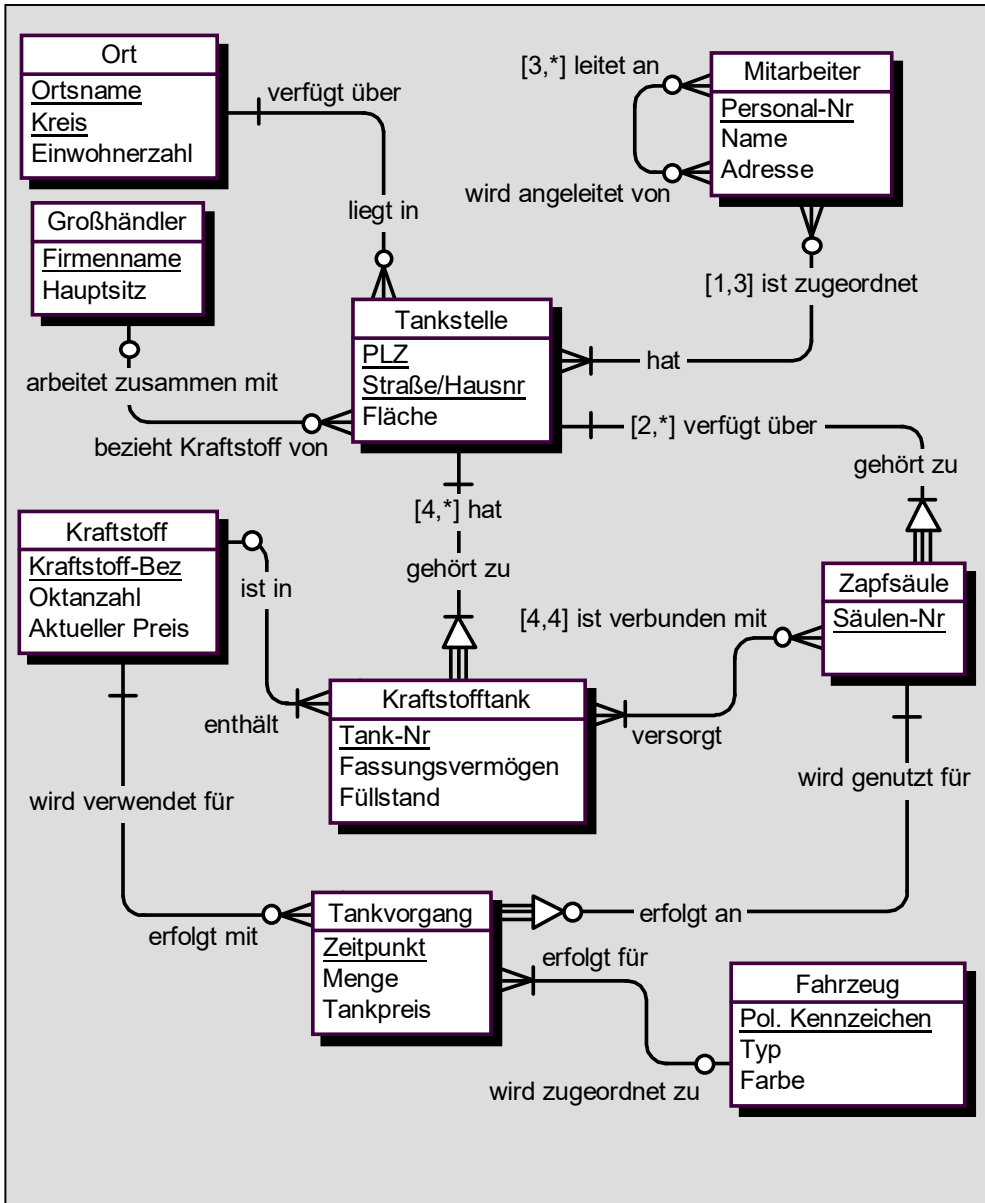 Ort
Ortsname
Kreis
Einwohnerzahl
verfügt über
liegt in
[3,*] leitet an
wird angeleitet von
Mitarbeiter
Personal-Nr
Name
Adresse
Großhändler
Firmenname
Hauptsitz
[1,3] ist zugeordnet
hat
Tankstelle
PLZ
Straße/Hausnr
Fläche
arbeitet zusammen mit
bezieht Kraftstoff von
[2,*] verfügt über
gehört zu
[4,*] hat
gehört zu
Kraftstoff
Kraftstoff-Bez
Oktanzahl
Aktueller Preis
ist in
enthält
Zapfsäule
Säulen-Nr
[4,4] ist verbunden mit
versorgt
Kraftstofftank
Tank-Nr
Fassungsvermögen
Füllstand
wird verwendet für
erfolgt mit
wird genutzt für
erfolgt an
Tankvorgang
Zeitpunkt
Menge
Tankpreis
erfolgt für
wird zugeordnet zu
Fahrzeug
Pol. Kennzeichen
Typ
Farbe